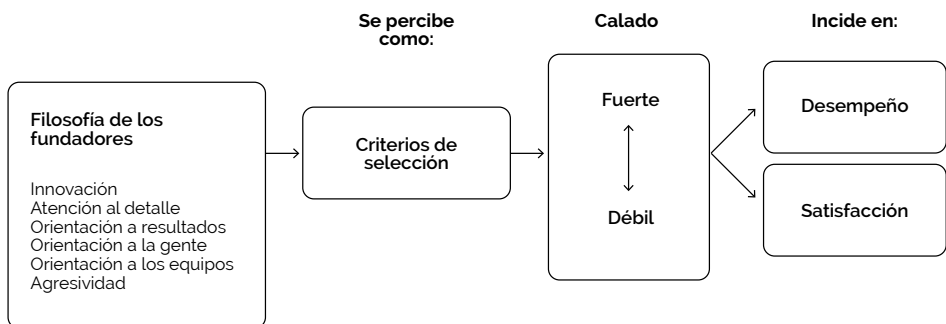 Se percibe
como:
Calado
Incide en:
Filosofía de los
fundadores
Innovación
Atención al detalle
Orientación a resultados
Orientación a la gente
Orientación a los equipos
Agresividad
Criterios de
selección
Fuerte
Débil
Desempeño
Satisfacción